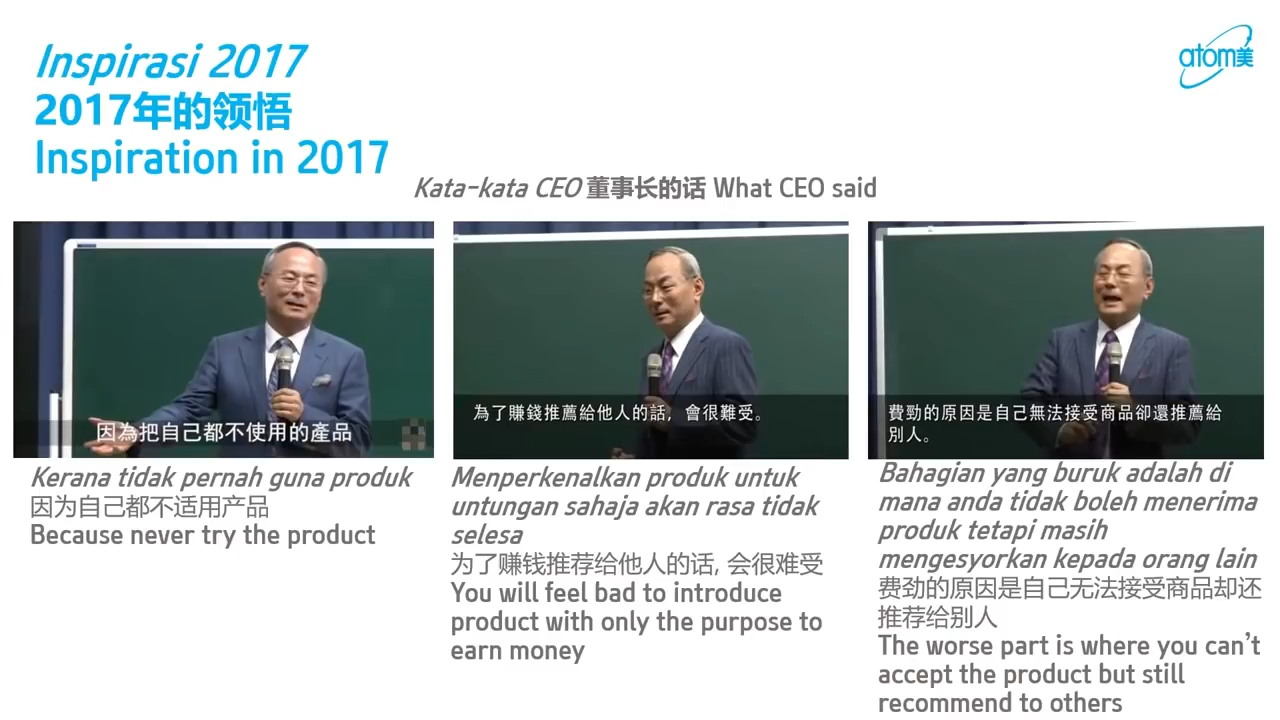 Inspirasi 2017
2017年的领悟
Inspiration in 2017
atom美
Kata-kata CEO 董事长的话 What CEO said
因為把自己都不使用的產品
Kerana tidak pernah guna produk
因为自己都不适用产品
Because never try the product
為了賺錢推薦給他人的話，會很難受。
Menperkenalkan produk untuk
untungan sahaja akan rasa tidak
selesa
为了赚钱推荐给他人的话, 会很难受
You will feel bad to introduce
product with only the purpose to
earn money
費勁的原因是自己無法接受商品卻還推薦給
別人。
Bahagian yang buruk adalah di
mana anda tidak boleh menerima
produk tetapi masih
mengesyorkan kepada orang lain
费劲的原因是自己无法接受商品却还
推荐给别人
The worse part is where you can't
accept the product but still
recommend to others